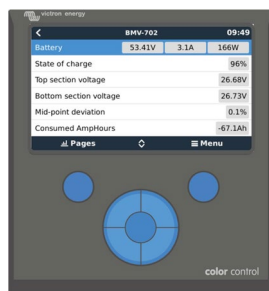 victron energy
BMV-702 09:49
Battery 53.41V 3.1A 166W
State of charge 96%
Top section voltage 26.68V
Bottom section voltage 26.73V
Mid-point deviation 0.1%
Consumed AmpHours -67.1Ah
Pages Menu
color control